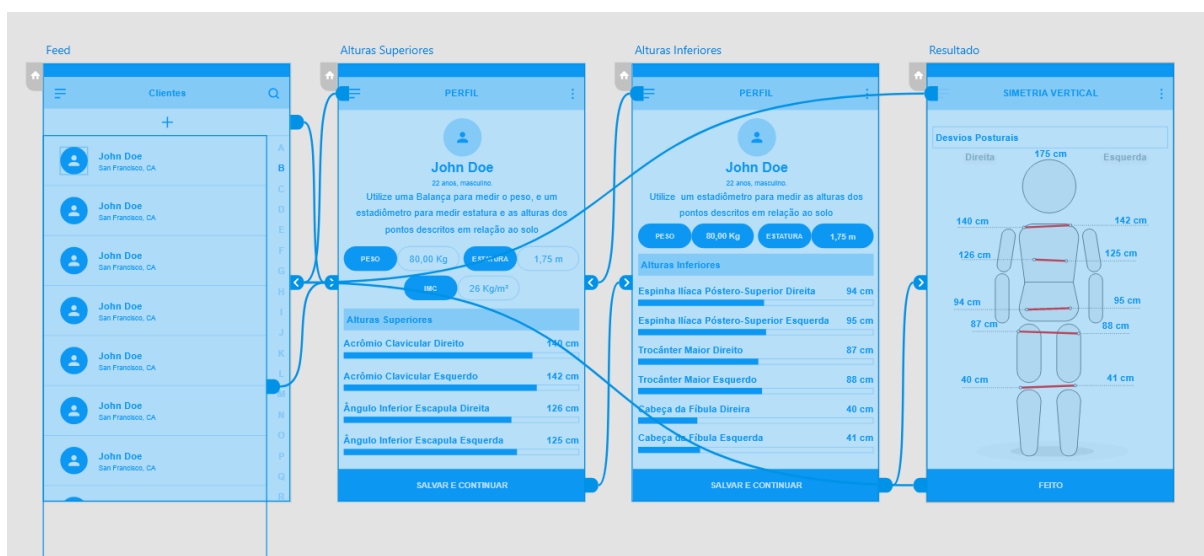 Feed
Clientes
+
John Doe
San Francisco, CA
John Doe
San Francisco, CA
John Doe
San Francisco, CA
John Doe
San Francisco, CA
John Doe
San Francisco, CA
John Doe
San Francisco, CA
John Doe
San Francisco, CA
A
B
C
D
E
F
G
H
I
J
K
L
M
N
O
P
Q
R
Alturas Superiores
PERFIL
John Doe
22 anos, masculino.
Utilize uma Balança para medir o peso, e um
estadiômetro para medir estatura e as alturas dos
pontos descritos em relação ao solo
PESO 80,00 Kg ESTATURA 1,75 m
IMC 26 Kg/m²
Alturas Superiores
Acrômio Clavicular Direito 140 cm
Acrômio Clavicular Esquerdo 142 cm
Ângulo Inferior Escapula Direita 126 cm
Ângulo Inferior Escapula Esquerda 125 cm
SALVAR E CONTINUAR
Alturas Inferiores
PERFIL
John Doe
22 anos, masculino.
Utilize um estadiômetro para medir as alturas dos
pontos descritos em relação ao solo
PESO 80,00 Kg ESTATURA 1,75 m
Alturas Inferiores
Espinha Ilíaca Póstero-Superior Direita 94 cm
Espinha Ilíaca Póstero-Superior Esquerda 95 cm
Trocânter Maior Direito 87 cm
Trocânter Maior Esquerdo 88 cm
Cabeça da Fíbula Direira 40 cm
Cabeça da Fíbula Esquerda 41 cm
SALVAR E CONTINUAR
Resultado
SIMETRIA VERTICAL
Desvios Posturais
Direita 175 cm Esquerda
140 cm 142 cm
126 cm 125 cm
94 cm 95 cm
87 cm 88 cm
40 cm 41 cm
FEITO